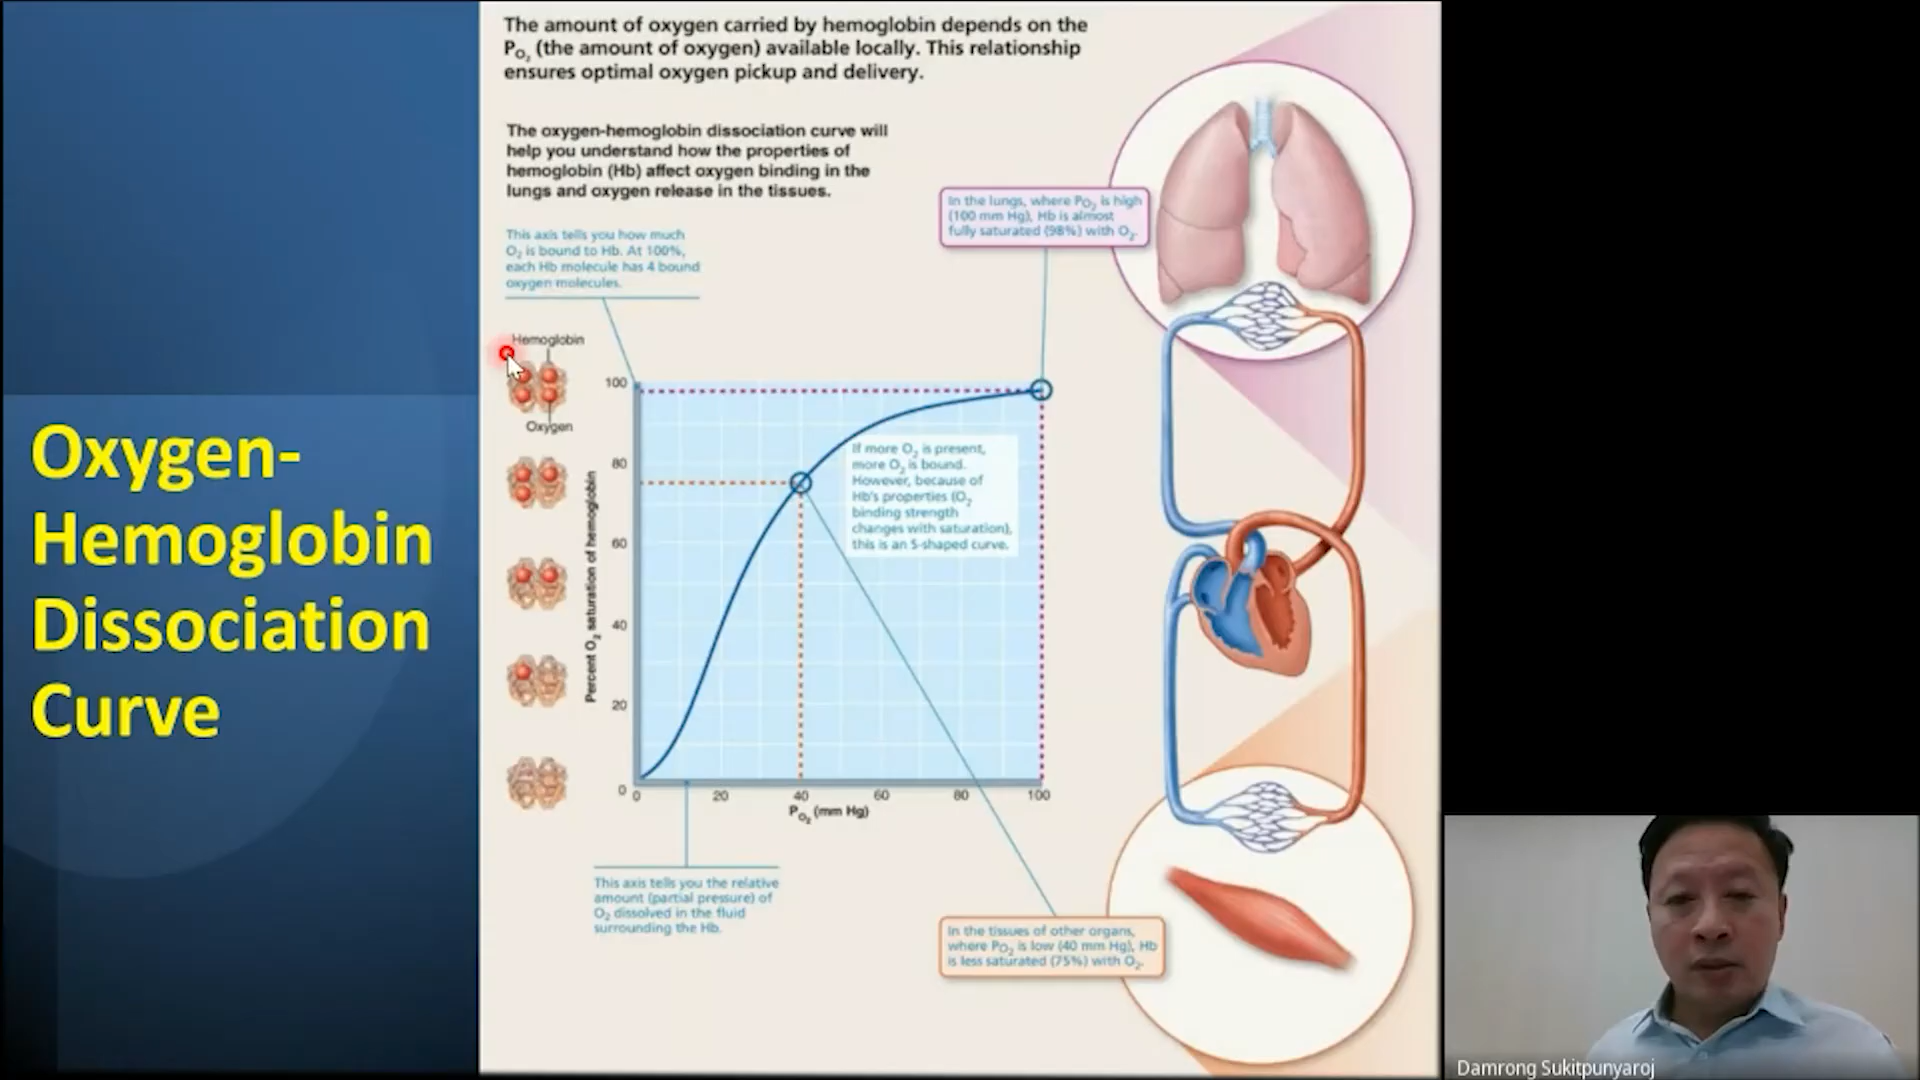 Oxygen-
Hemoglobin
Dissociation
Curve
The amount of oxygen carried by hemoglobin depends on the
PO2 (the amount of oxygen) available locally. This relationship
ensures optimal oxygen pickup and delivery.
The oxygen-hemoglobin dissociation curve will
help you understand how the properties of
hemoglobin (Hb) affect oxygen binding in the
lungs and oxygen release in the tissues.
This axis tells you how much
O2 is bound to Hb. At 100%,
each Hb molecule has 4 bound
oxygen molecules.
In the lungs, where PO2 is high
(100 mm Hg), Hb is almost
fully saturated (98%) with O2.
Hemoglobin
Oxygen
Percent O2 saturation of hemoglobin
100
80
60
40
20
0
If more O2 is present,
more O2 is bound.
However, because of
Hb's properties (O2
binding strength
changes with saturation),
this is an S-shaped curve.
0 20 40 60 80 100
PO2 (mm Hg)
This axis tells you the relative
amount (partial pressure) of
O2 dissolved in the fluid
surrounding the Hb.
In the tissues of other organs,
where PO2 is low (40 mm Hg), Hb
is less saturated (75%) with O2.
Damrong Sukitpunyaroj